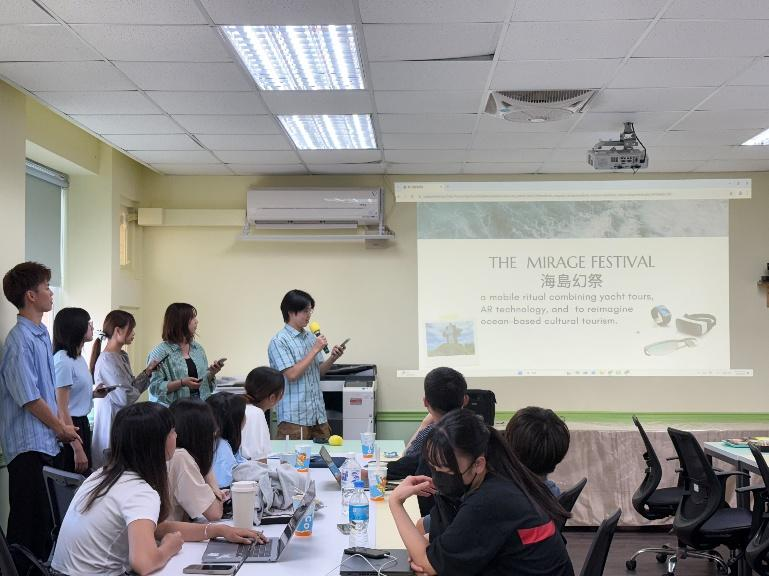 THE MIRAGE FESTIVAL
海島幻祭
a mobile ritual combining yacht tours,
AR technology, and to reimagine
ocean-based cultural tourism.